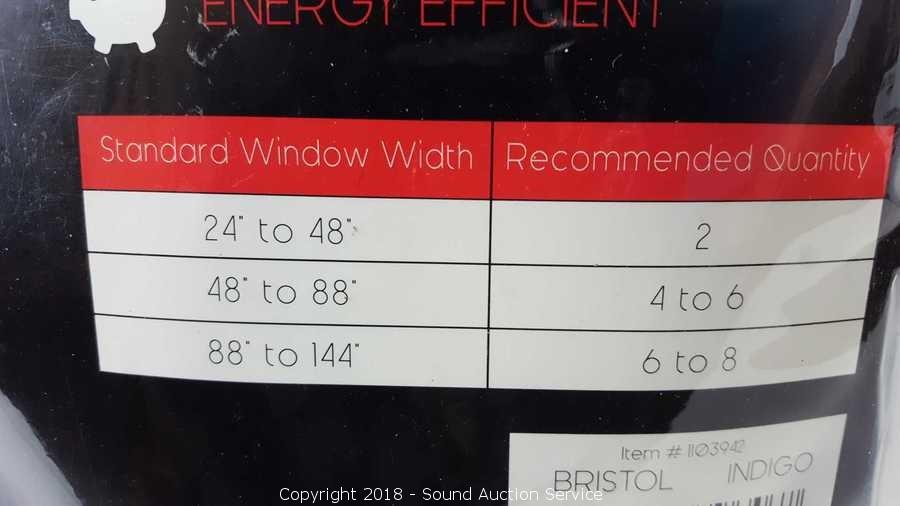 ENERGY EFFICIENT
Standard Window Width Recommended Quantity
24" to 48" 2
48" to 88" 4 to 6
88" to 144" 6 to 8
Item # 1103942
BRISTOL INDIGO
Copyright 2018 - Sound Auction Service